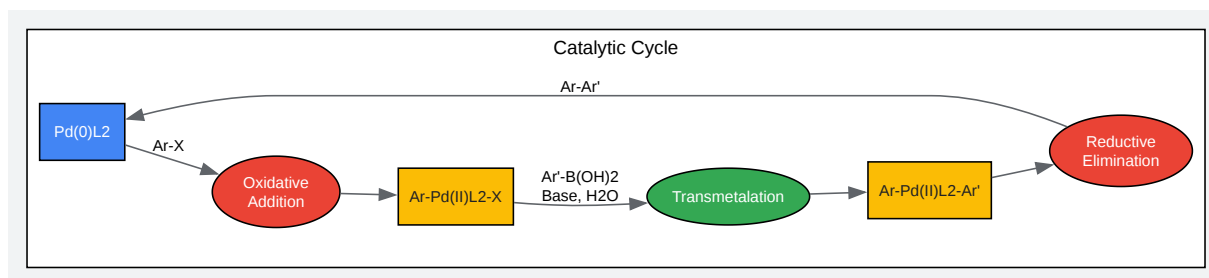 Catalytic Cycle
Ar-Ar'
Pd(0)L2
Ar-X
Oxidative
Addition
Ar-Pd(II)L2-X
Ar'-B(OH)2
Base, H2O
Transmetalation
Ar-Pd(II)L2-Ar'
Reductive
Elimination